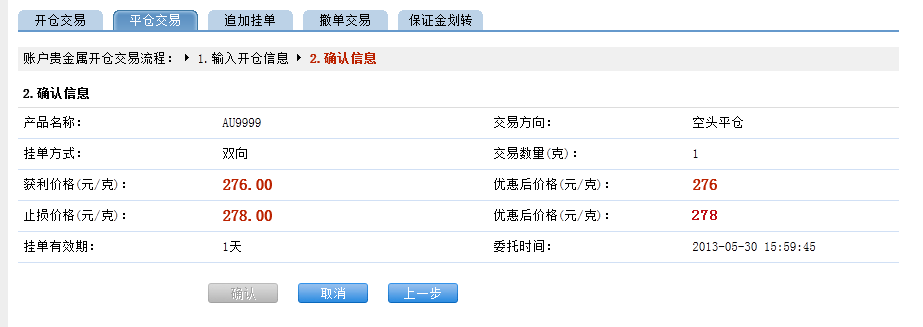 开仓交易 平仓交易 追加挂单 撤单交易 保证金划转
账户贵金属开仓交易流程： 1.输入开仓信息 2.确认信息
2.确认信息
产品名称： AU9999 交易方向： 空头平仓
挂单方式： 双向 交易数量(克)： 1
获利价格(元/克)： 276.00 优惠后价格(元/克)： 276
止损价格(元/克)： 278.00 优惠后价格(元/克)： 278
挂单有效期： 1天 委托时间： 2013-05-30 15:59:45
确认 取消 上一步